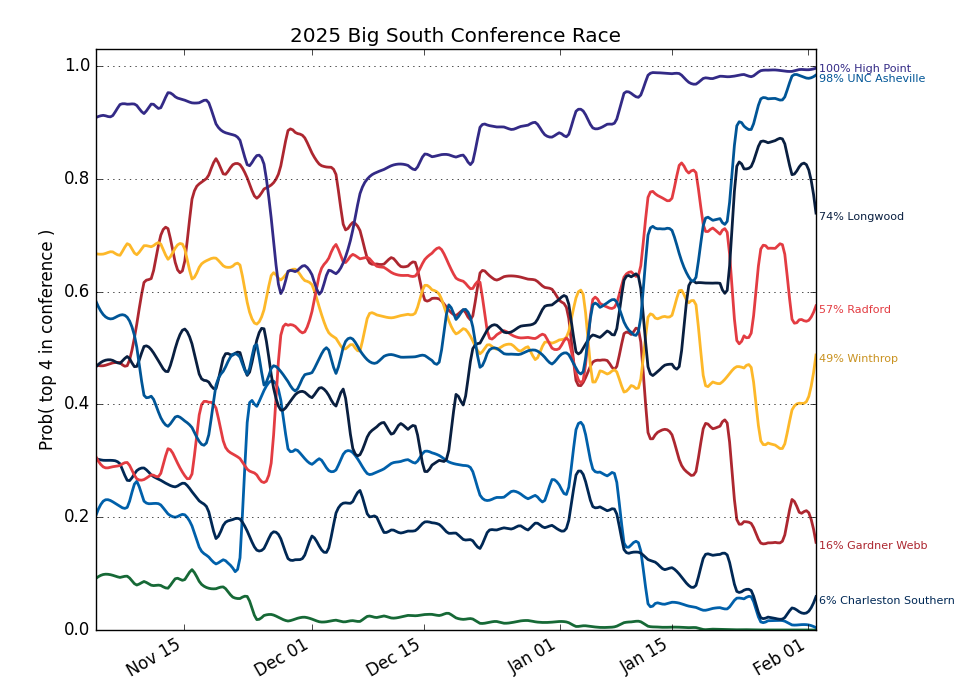 2025 Big South Conference Race
Prob( top 4 in conference )
1.0
0.8
0.6
0.4
0.2
0.0
Nov 15
Dec 01
Dec 15
Jan 01
Jan 15
Feb 01
100% High Point
98% UNC Asheville
74% Longwood
57% Radford
49% Winthrop
16% Gardner Webb
6% Charleston Southern